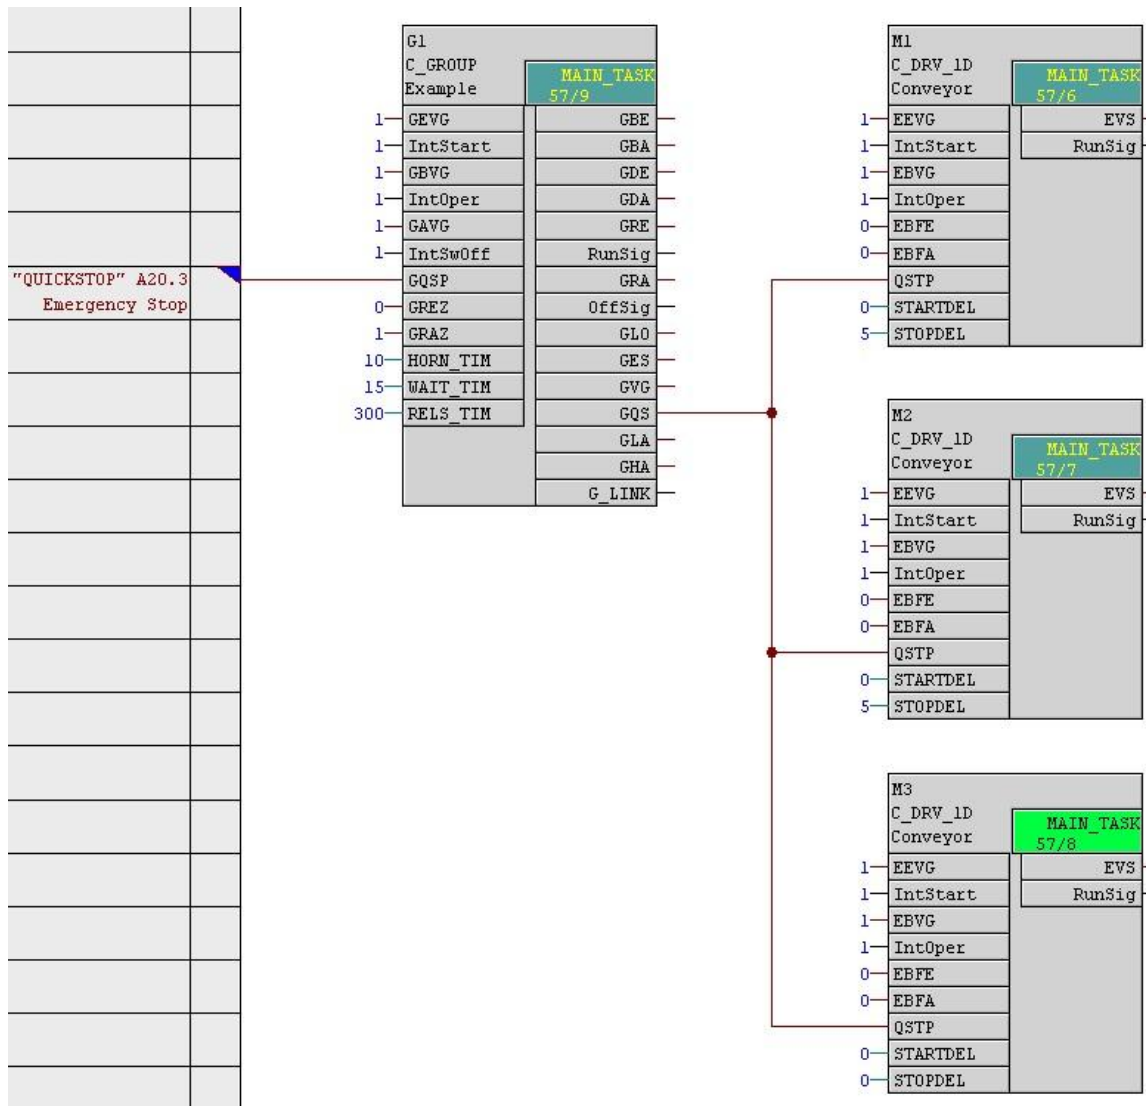 "QUICKSTOP" A20.3
Emergency Stop
G1
C_GROUP
Example
MAIN_TASK
57/9
1 GEVG GBE
1 IntStart GBA
1 GBVG GDE
1 IntOper GDA
1 GAVG GRE
1 IntSwOff RunSig
GQSP GRA
0 GREZ OffSig
1 GRAZ GLO
10 HORN_TIM GES
15 WAIT_TIM GVG
300 RELS_TIM GQS
GLA
GHA
G_LINK
M1
C_DRV_1D
Conveyor
MAIN_TASK
57/6
1 EEVG EVS
1 IntStart RunSig
1 EBVG
1 IntOper
0 EBFE
0 EBFA
QSTP
0 STARTDEL
5 STOPDEL
M2
C_DRV_1D
Conveyor
MAIN_TASK
57/7
1 EEVG EVS
1 IntStart RunSig
1 EBVG
1 IntOper
0 EBFE
0 EBFA
QSTP
0 STARTDEL
5 STOPDEL
M3
C_DRV_1D
Conveyor
MAIN_TASK
57/8
1 EEVG EVS
1 IntStart RunSig
1 EBVG
1 IntOper
0 EBFE
0 EBFA
QSTP
0 STARTDEL
0 STOPDEL